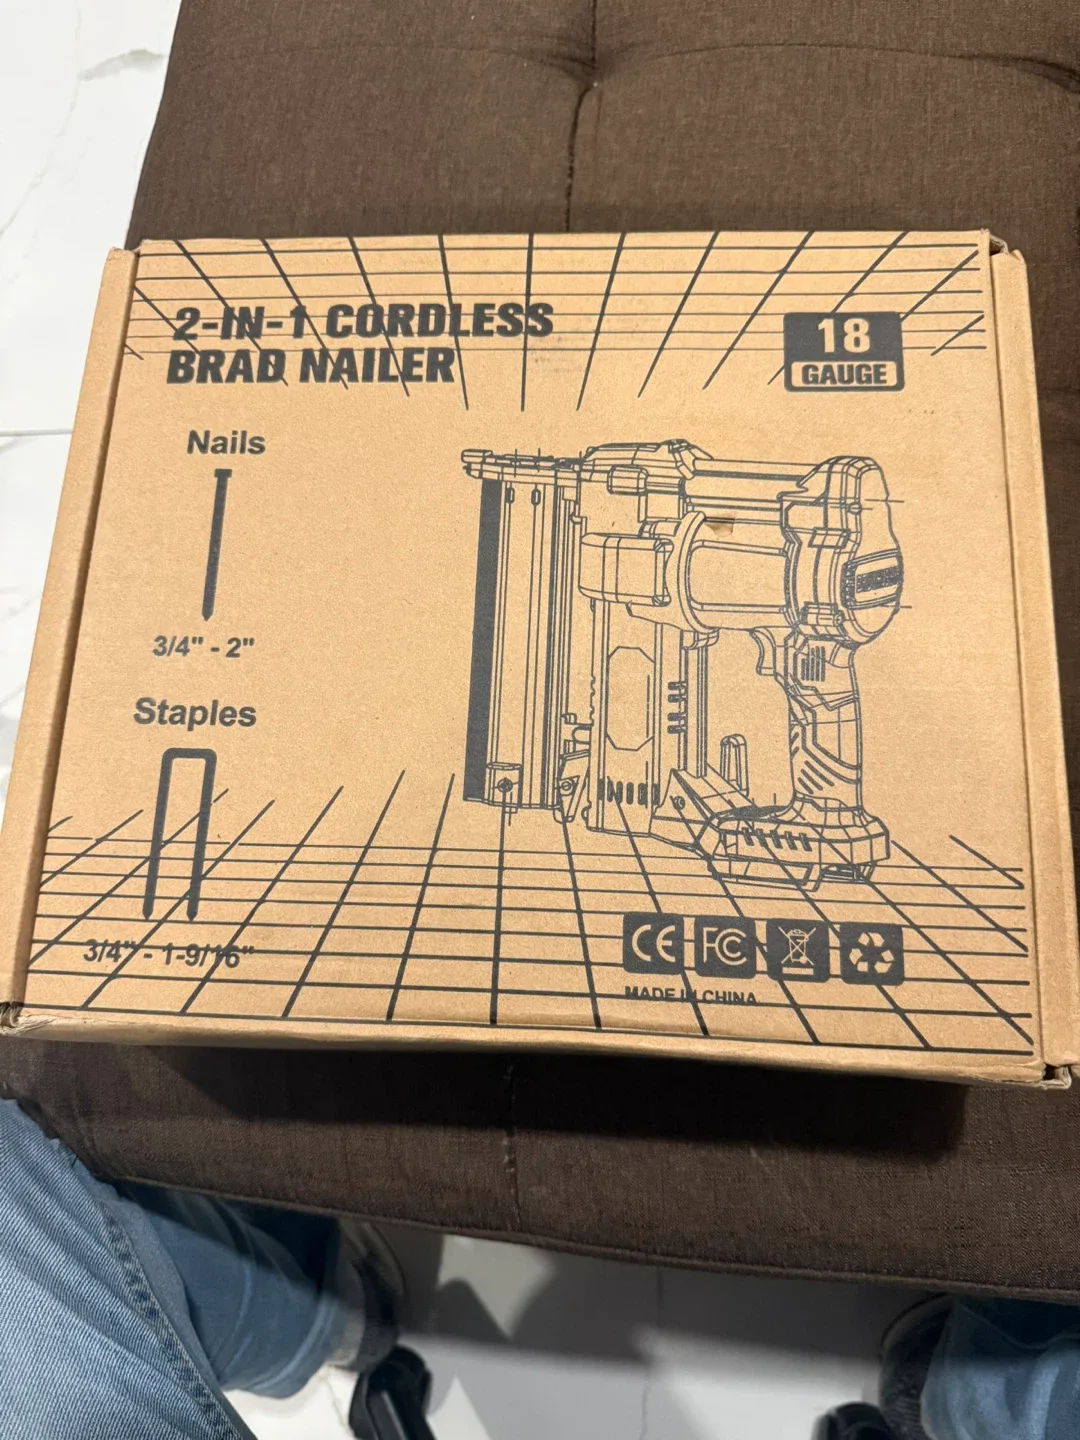 2-IN-1 CORDLESS
BRAD NAILER
18
GAUGE
Nails
3/4" - 2"
Staples
3/4" - 1-9/16"
CE FC
MADE IN CHINA